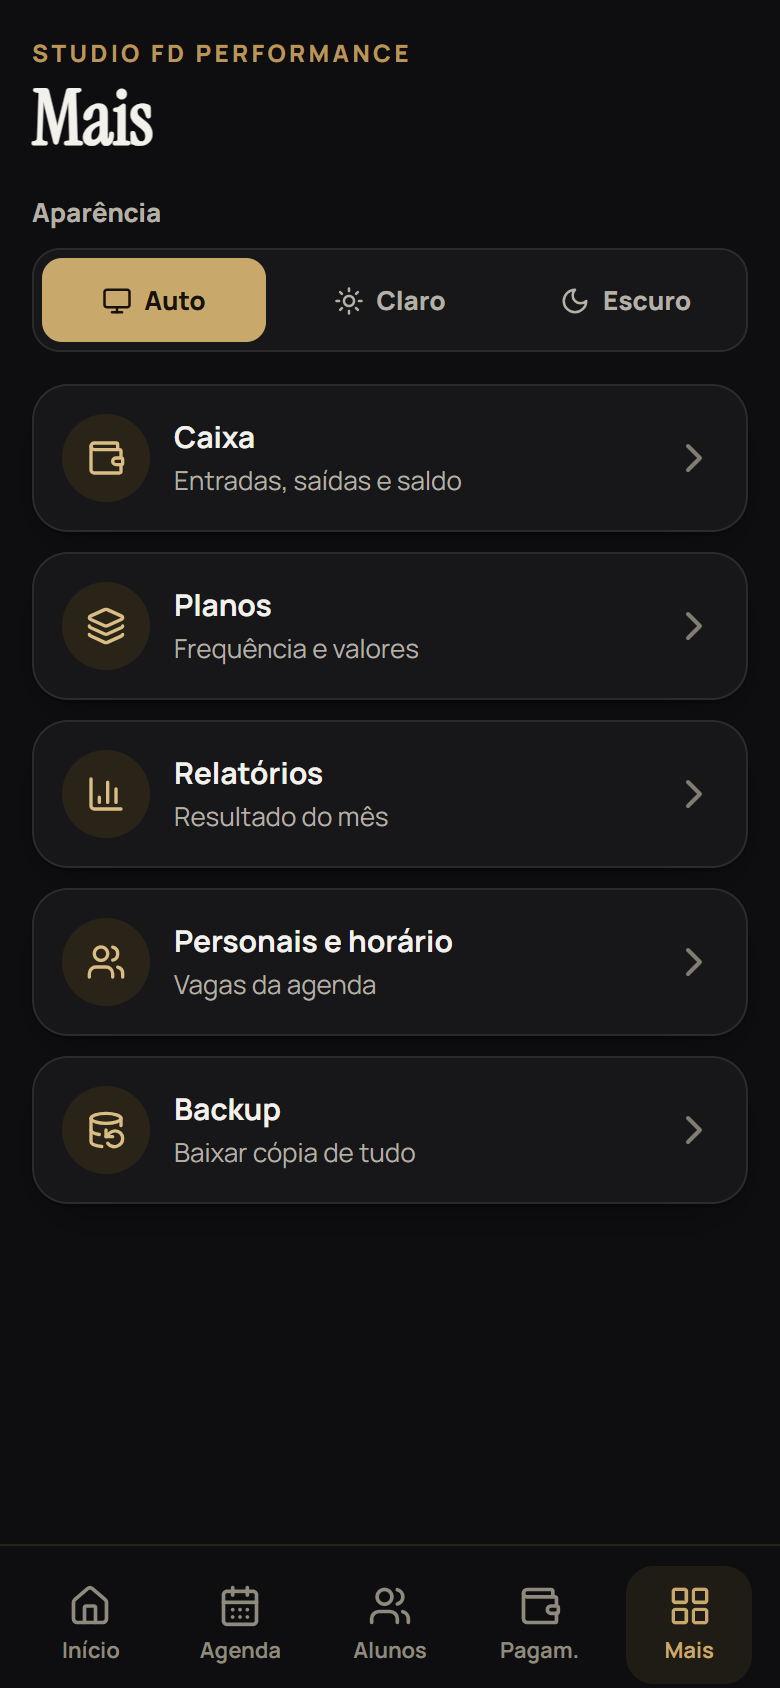 STUDIO FD PERFORMANCE
Mais
Aparência
Auto
Claro
Escuro
Caixa
Entradas, saídas e saldo
Planos
Frequência e valores
Relatórios
Resultado do mês
Personais e horário
Vagas da agenda
Backup
Baixar cópia de tudo
Início
Agenda
Alunos
Pagam.
Mais